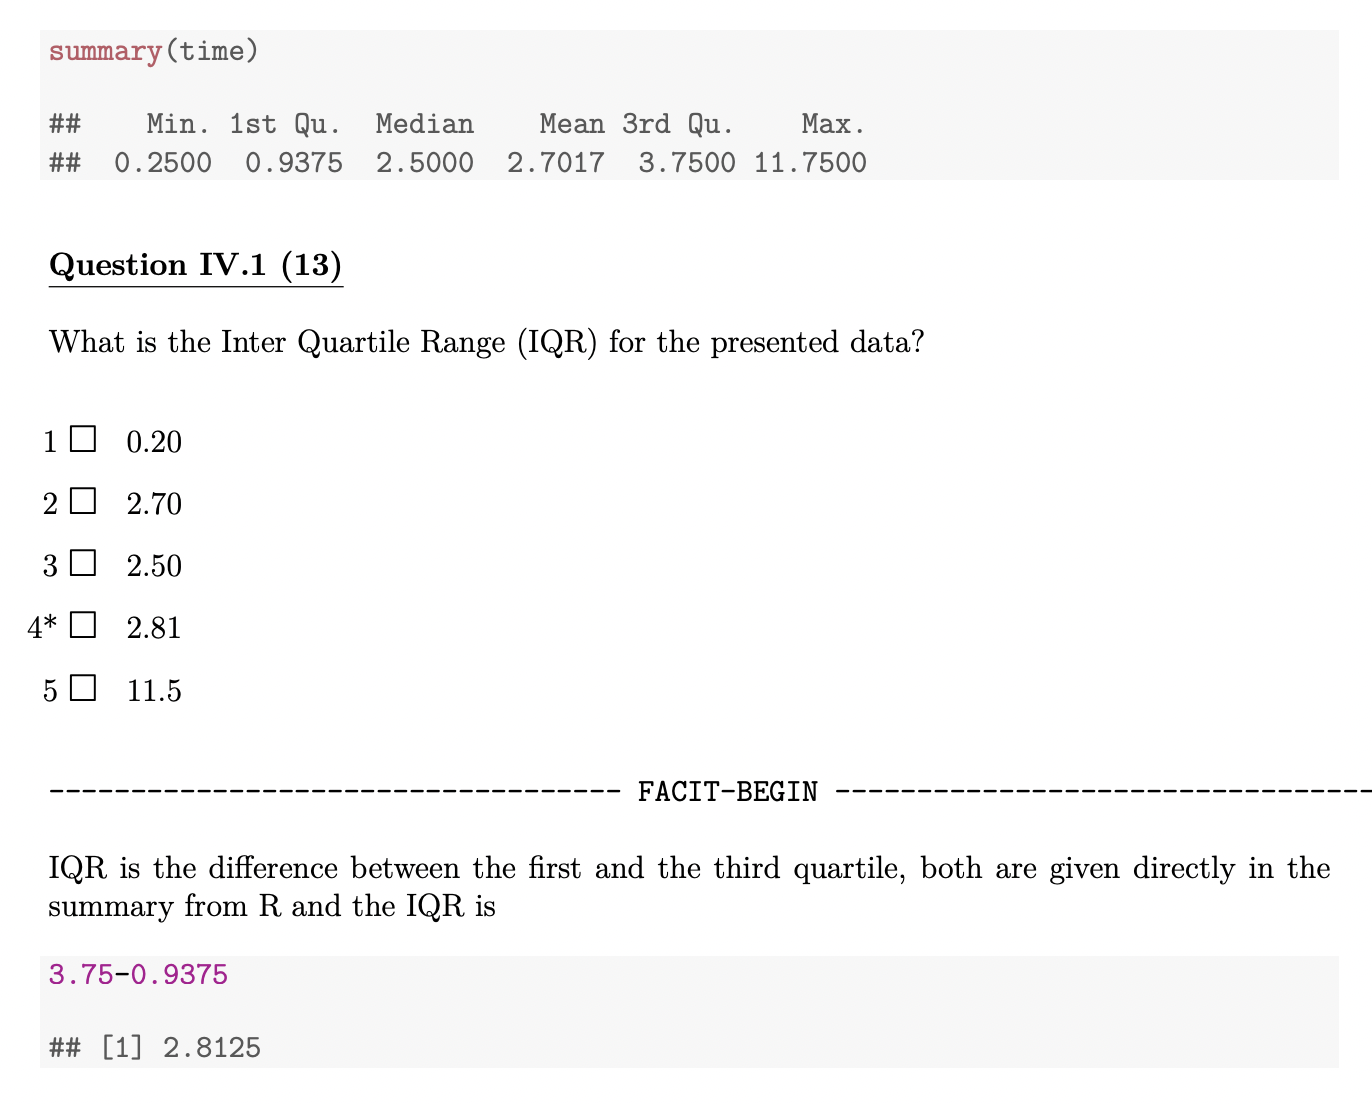 summary(time)
##    Min. 1st Qu.  Median    Mean 3rd Qu.    Max.
##  0.2500  0.9375  2.5000  2.7017  3.7500 11.7500
Question IV.1 (13)
What is the Inter Quartile Range (IQR) for the presented data?
1 □ 0.20
2 □ 2.70
3 □ 2.50
4* □ 2.81
5 □ 11.5
----------------------------------- FACIT-BEGIN ---------------------------------
IQR is the difference between the first and the third quartile, both are given directly in the
summary from R and the IQR is
3.75-0.9375
## [1] 2.8125